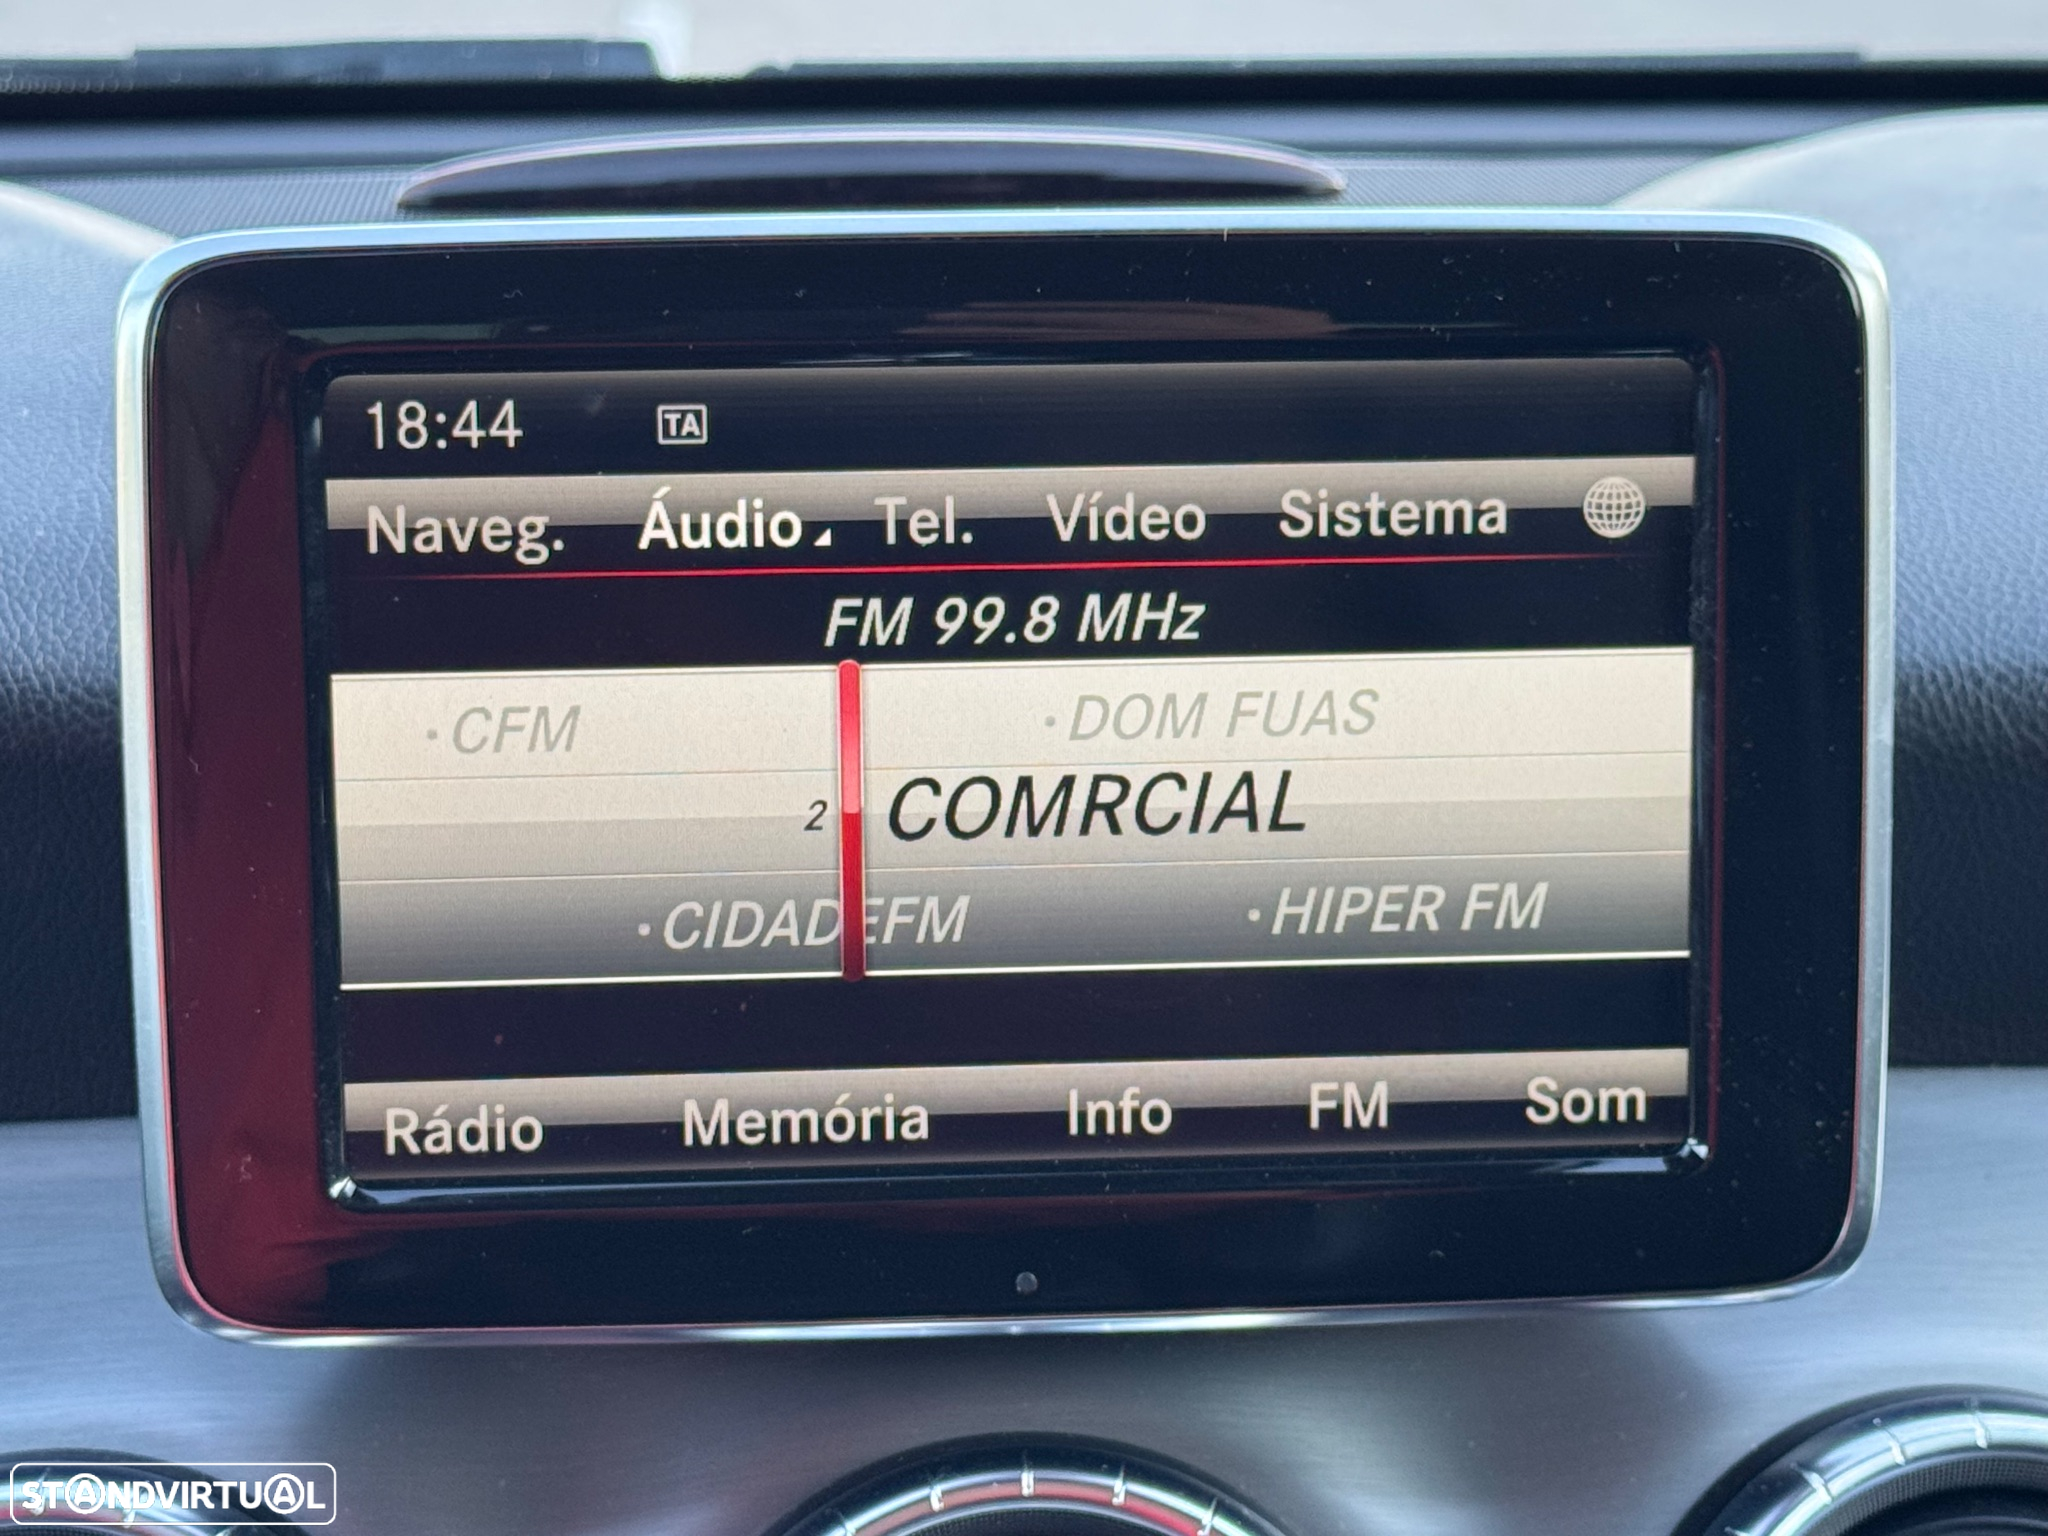 18:44 TA
Naveg. Áudio Tel. Vídeo Sistema
FM 99.8 MHz
·CFM ·DOM FUAS
2 COMRCIAL
·CIDADEFM ·HIPER FM
Rádio Memória Info FM Som
STANDVIRTUAL